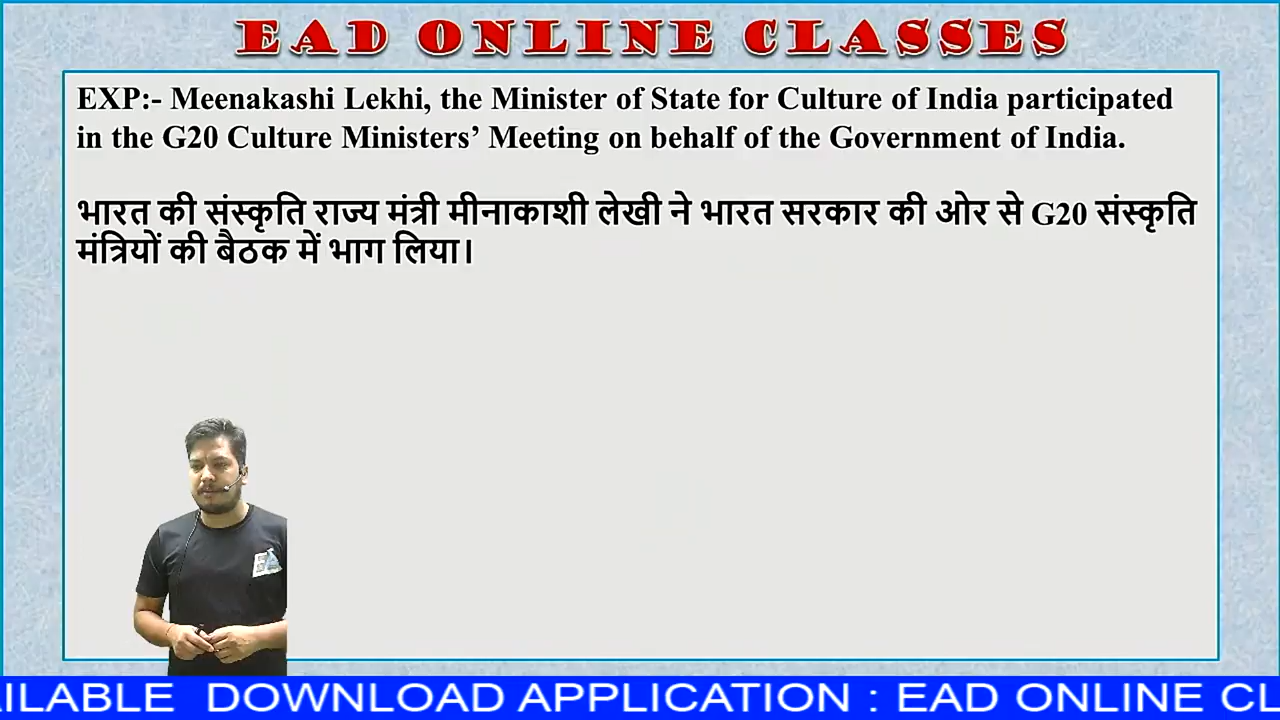 EAD ONLINE CLASSES
EXP:- Meenakashi Lekhi, the Minister of State for Culture of India participated
in the G20 Culture Ministers’ Meeting on behalf of the Government of India.
भारत की संस्कृति राज्य मंत्री मीनाकाशी लेखी ने भारत सरकार की ओर से G20 संस्कृति
मंत्रियों की बैठक में भाग लिया।
EA
ILABLE DOWNLOAD APPLICATION : EAD ONLINE CL